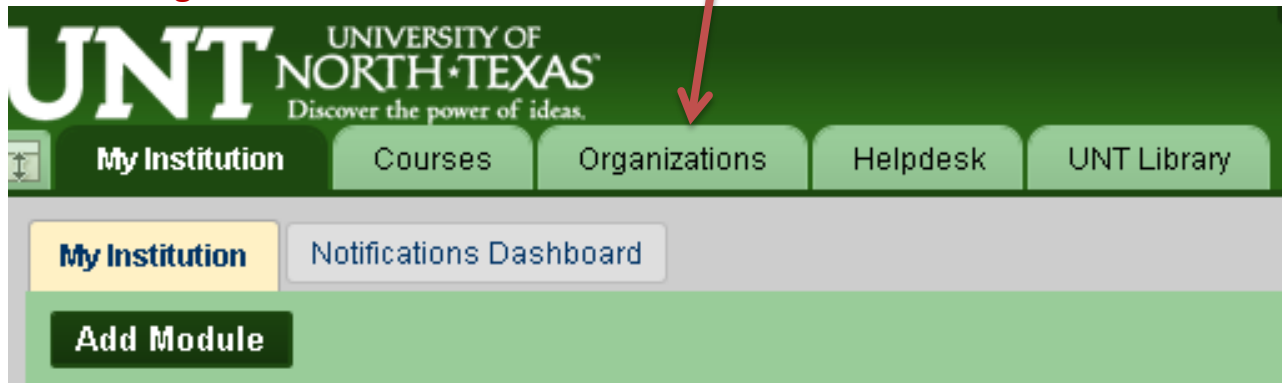 UNT UNIVERSITY OF
NORTH★TEXAS™
Discover the power of ideas.
My Institution Courses Organizations Helpdesk UNT Library
My Institution Notifications Dashboard
Add Module